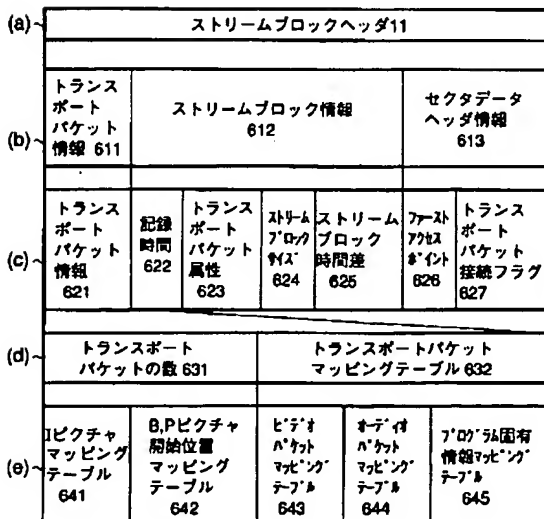 (a)
ストリームブロックヘッダ11
(b)
トランス
ポート
パケット
情報 611
ストリームブロック情報
612
セクタデータ
ヘッダ情報
613
(c)
トランス
ポート
パケット
情報
621
記録
時間
622
トランス
ポート
パケット
属性
623
ストリーム
ブロック
サイズ
624
ストリーム
ブロック
時間差
625
ファースト
アクセス
ポイント
626
トランス
ポート
パケット
接続フラグ
627
(d)
トランスポート
パケットの数 631
トランスポートパケット
マッピングテーブル 632
(e)
Iピクチャ
マッピング
テーブル
641
B,Pピクチャ
開始位置
マッピング
テーブル
642
ビデオ
パケット
マッピング
テーブル
643
オーディオ
パケット
マッピング
テーブル
644
プログラム固有
情報マッピング
テーブル
645